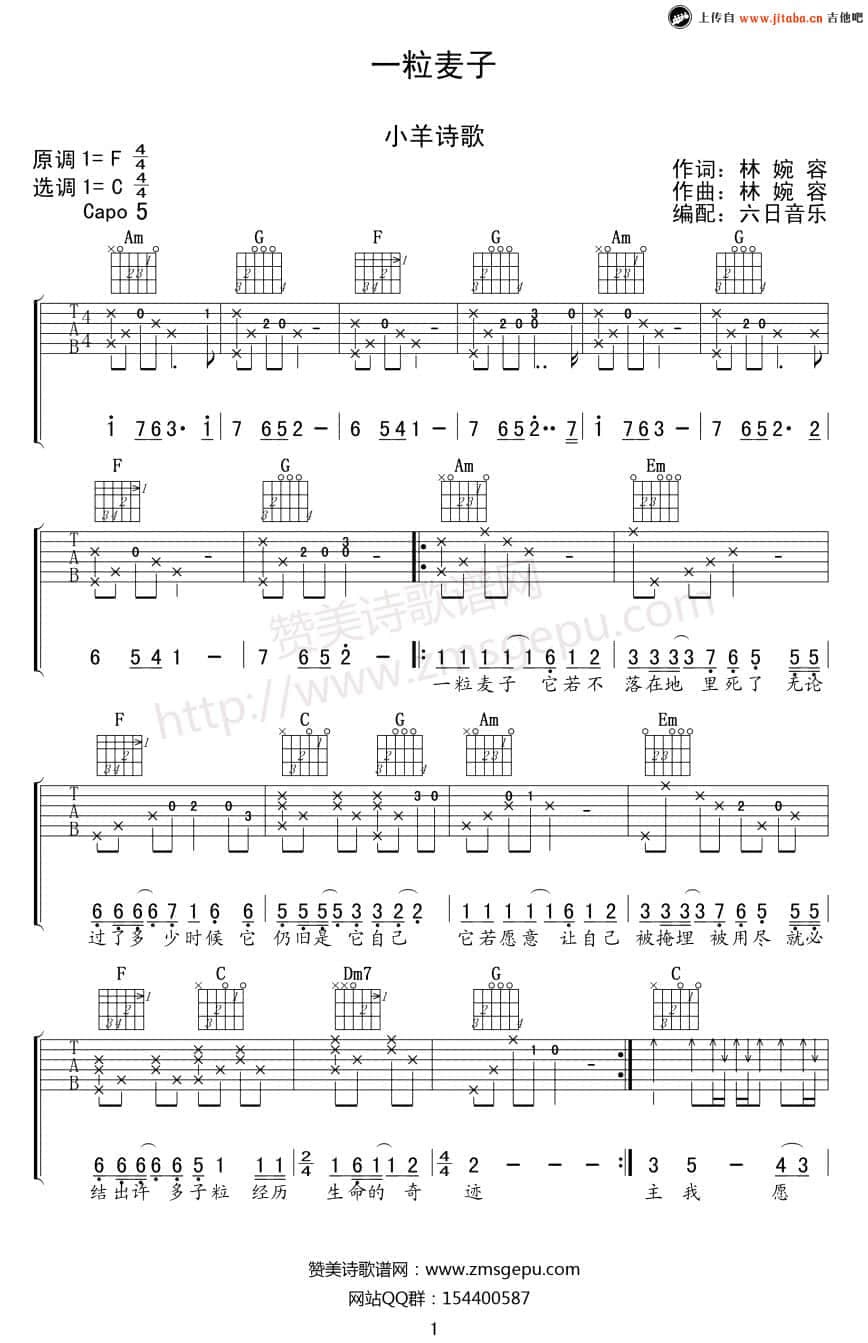 上传自 www.jitaba.cn 吉他吧
一粒麦子
小羊诗歌
原调 1= F 4/4
选调 1= C 4/4
Capo 5
作词：林 婉 容
作曲：林 婉 容
编配：六日音乐
Am G F G Am G
1 763· 1 7 652 - 6 541 - 7 652·· 7 1 763 - 7 652· 2
F G Am Em
6 541 - 7 652 - 1 1 1 1 1 6 1 2 3 3 3 3 7 6 5 5 5
一粒麦子 它若不 落在地 里死了 无论
赞美诗歌谱网
http://www.zmsgepu.com
F C G Am Em
6 6 6 6 7 1 6 6 5 5 5 5 3 3 2 2 1 1 1 1 1 6 1 2 3 3 3 3 7 6 5 5 5
过了多 少时候 它 仍旧是 它自己 它若愿意 让自己 被掩埋 被用尽 就必
F C Dm7 G C
6 6 6 6 6 5 1 1 1 2/4 1 6 1 1 2 4/4 2 - - - 3 5 - 4 3
结出许 多子粒 经历 生命的 奇 迹 主 我 愿
赞美诗歌谱网：www.zmsgepu.com
网站QQ群：154400587
1